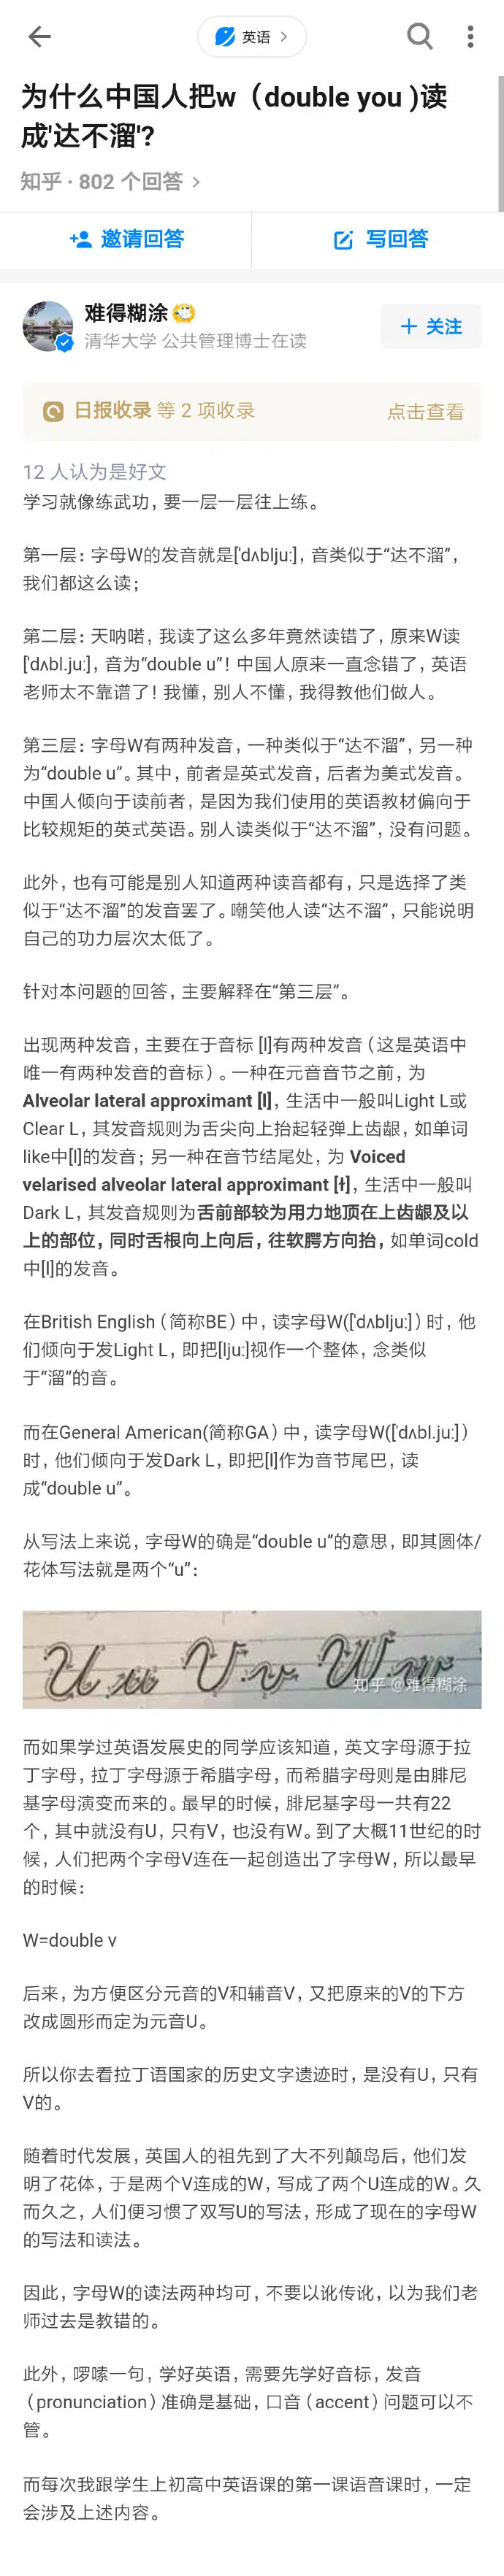 英语
为什么中国人把w（double you )读
成'达不溜'?
知乎 · 802 个回答
邀请回答
写回答
难得糊涂
清华大学 公共管理博士在读
关注
日报收录 等 2 项收录
点击查看
12 人认为是好文
学习就像练武功，要一层一层往上练。
第一层：字母W的发音就是[ˈdʌblju:]，音类似于“达不溜”，
我们都这么读；
第二层：天呐喏，我读了这么多年竟然读错了，原来W读
[ˈdʌbl.ju:]，音为“double u”！中国人原来一直念错了，英语
老师太不靠谱了！我懂，别人不懂，我得教他们做人。
第三层：字母W有两种发音，一种类似于“达不溜”，另一种
为“double u”。其中，前者是英式发音，后者为美式发音。
中国人倾向于读前者，是因为我们使用的英语教材偏向于
比较规矩的英式英语。别人读类似于“达不溜”，没有问题。
此外，也有可能是别人知道两种读音都有，只是选择了类
似于“达不溜”的发音罢了。嘲笑他人读“达不溜”，只能说明
自己的功力层次太低了。
针对本问题的回答，主要解释在“第三层”。
出现两种发音，主要在于音标 [l]有两种发音（这是英语中
唯一有两种发音的音标）。一种在元音音节之前，为
Alveolar lateral approximant [l]，生活中一般叫Light L或
Clear L，其发音规则为舌尖向上抬起轻弹上齿龈，如单词
like中[l]的发音；另一种在音节结尾处，为 Voiced
velarised alveolar lateral approximant [ɫ]，生活中一般叫
Dark L，其发音规则为舌前部较为用力地顶在上齿龈及以
上的部位，同时舌根向上向后，往软腭方向抬，如单词cold
中[l]的发音。
在British English（简称BE）中，读字母W([ˈdʌblju:]）时，他
们倾向于发Light L，即把[lju:]视作一个整体，念类似
于“溜”的音。
而在General American(简称GA）中，读字母W([ˈdʌbl.ju:]）
时，他们倾向于发Dark L，即把[l]作为音节尾巴，读
成“double u”。
从写法上来说，字母W的确是“double u”的意思，即其圆体/
花体写法就是两个“u”：
U u V v W w
知乎 @难得糊涂
而如果学过英语发展史的同学应该知道，英文字母源于拉
丁字母，拉丁字母源于希腊字母，而希腊字母则是由腓尼
基字母演变而来的。最早的时候，腓尼基字母一共有22
个，其中就没有U，只有V，也没有W。到了大概11世纪的时
候，人们把两个字母V连在一起创造出了字母W，所以最早
的时候：
W=double v
后来，为方便区分元音的V和辅音V，又把原来的V的下方
改成圆形而定为元音U。
所以你去看拉丁语国家的历史文字遗迹时，是没有U，只有
V的。
随着时代发展，英国人的祖先到了大不列颠岛后，他们发
明了花体，于是两个V连成的W，写成了两个U连成的W。久
而久之，人们便习惯了双写U的写法，形成了现在的字母W
的写法和读法。
因此，字母W的读法两种均可，不要以讹传讹，以为我们老
师过去是教错的。
此外，啰嗦一句，学好英语，需要先学好音标，发音
（pronunciation）准确是基础，口音（accent）问题可以不
管。
而每次我跟学生上初高中英语课的第一课语音课时，一定
会涉及上述内容。